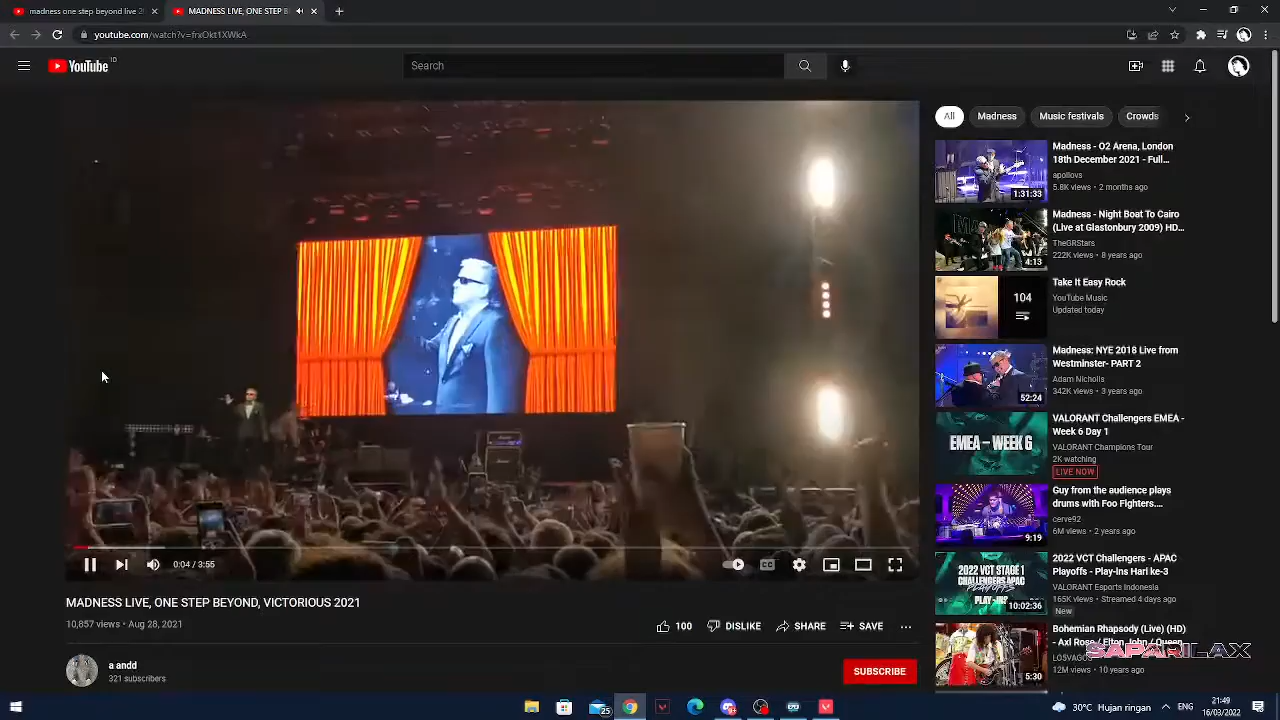 madness one step beyond live 2
MADNESS LIVE, ONE STEP B
youtube.com/watch?v=frxOkt1XWkA
YouTube
ID
Search
0:04 / 3:55
CC
MADNESS LIVE, ONE STEP BEYOND, VICTORIOUS 2021
10,857 views • Aug 28, 2021
100
DISLIKE
SHARE
SAVE
a andd
321 subscribers
SUBSCRIBE
All
Madness
Music festivals
Crowds
Madness - O2 Arena, London
18th December 2021 - Full...
apollovs
5.8K views • 2 months ago
1:31:33
Madness - Night Boat To Cairo
(Live at Glastonbury 2009) HD...
TheGRStars
222K views • 8 years ago
4:13
Take It Easy Rock
YouTube Music
Updated today
104
Madness: NYE 2018 Live from
Westminster- PART 2
Adam Nicholls
342K views • 3 years ago
52:24
VALORANT Challengers EMEA -
Week 6 Day 1
VALORANT Champions Tour
2K watching
LIVE NOW
EMEA — WEEK 6
Guy from the audience plays
drums with Foo Fighters....
cerve92
6M views • 2 years ago
9:19
2022 VCT Challengers - APAC
Playoffs - Play-Ins Hari ke-3
VALORANT Esports Indonesia
165K views • Streamed 4 days ago
New
2022 VCT STAGE 1
CHALLENGERS
APAC
10:02:36
Bohemian Rhapsody (Live) (HD)
- Axl Rose / Elton John / Queen
LOSVAGOS
12M views • 10 years ago
5:30
SAPARILAX
30°C Hujan ringan
ENG
21:49
16/03/2022